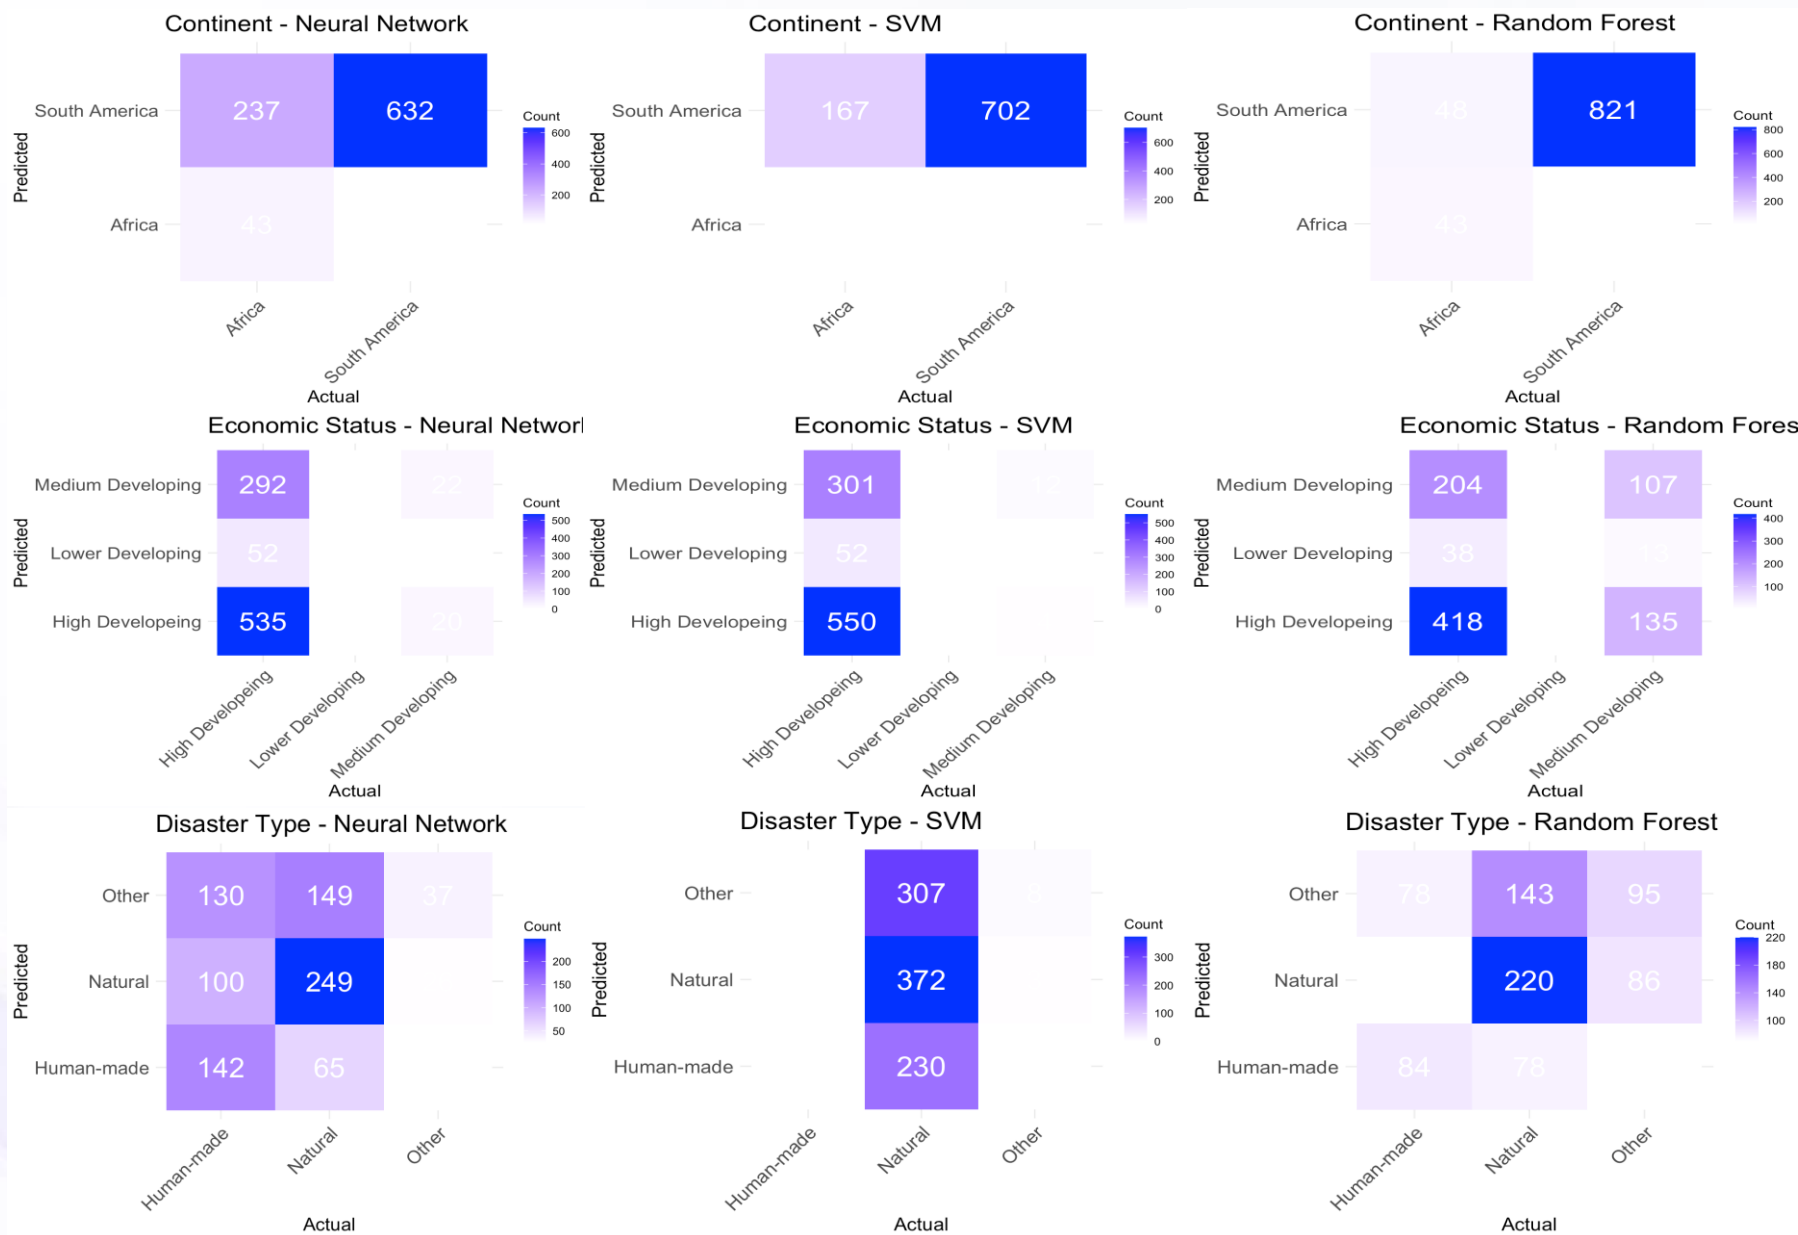 Continent - Neural Network
South America
237
632
Africa
43
Predicted
Africa
South America
Actual
Count
600
400
200
Continent - SVM
South America
167
702
Africa
Predicted
Africa
South America
Actual
Count
600
400
200
Continent - Random Forest
South America
48
821
Africa
43
Predicted
Africa
South America
Actual
Count
800
600
400
200
Economic Status - Neural Networ
Medium Developing
292
22
Lower Developing
52
High Developeing
535
20
Predicted
High Developeing
Lower Developing
Medium Developing
Actual
Count
500
400
300
200
100
0
Economic Status - SVM
Medium Developing
301
12
Lower Developing
52
High Developeing
550
Predicted
High Developeing
Lower Developing
Medium Developing
Actual
Count
500
400
300
200
100
0
Economic Status - Random Fores
Medium Developing
204
107
Lower Developing
38
13
High Developeing
418
135
Predicted
High Developeing
Lower Developing
Medium Developing
Actual
Count
400
300
200
100
Disaster Type - Neural Network
Other
130
149
37
Natural
100
249
Human-made
142
65
Predicted
Human-made
Natural
Other
Actual
Count
200
150
100
50
Disaster Type - SVM
Other
307
8
Natural
372
Human-made
230
Predicted
Human-made
Natural
Other
Actual
Count
300
200
100
0
Disaster Type - Random Forest
Other
78
143
95
Natural
220
86
Human-made
84
78
Predicted
Human-made
Natural
Other
Actual
Count
220
180
140
100